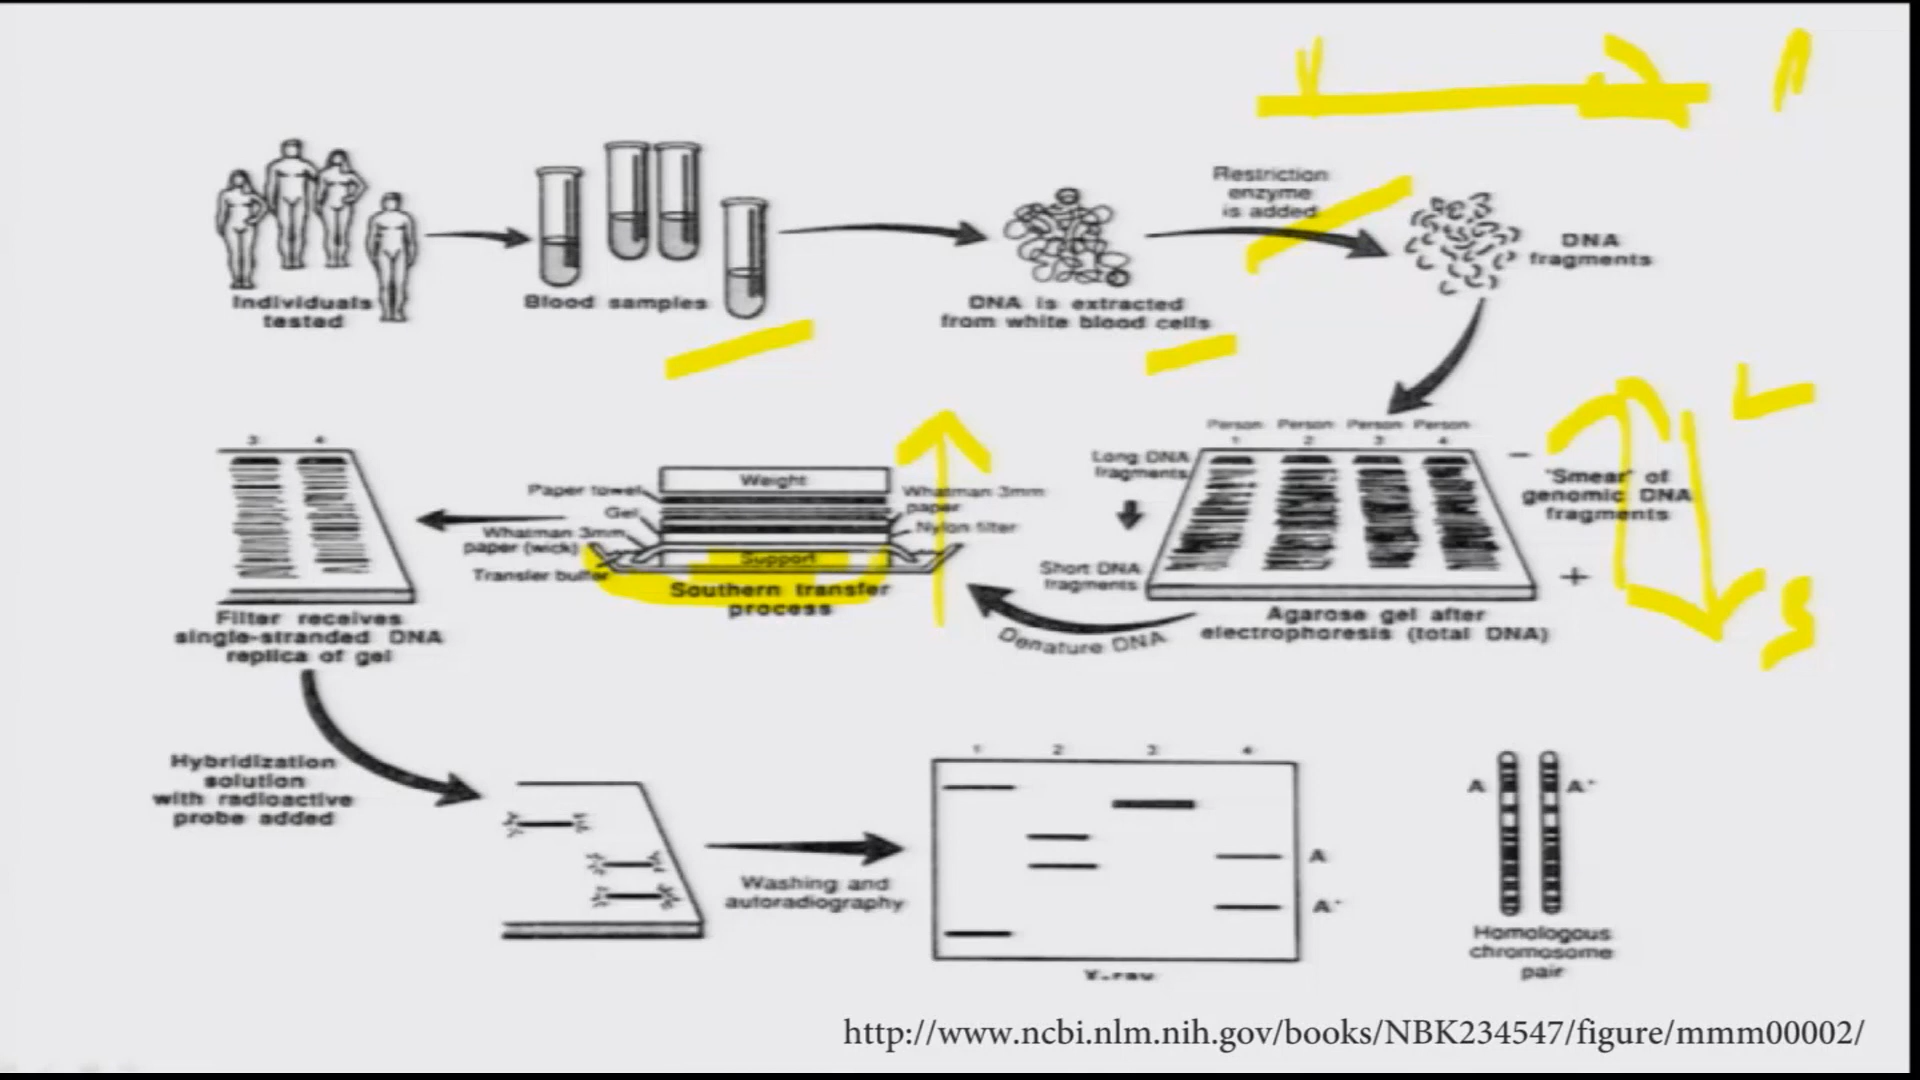 Restriction
enzyme
is added
DNA
fragments
Individuals
tested
Blood samples
DNA is extracted
from white blood cells
Person Person Person Person
1 2 3 4
Long DNA
fragments
Short DNA
fragments
−
"Smear" of
genomic DNA
fragments
+
Agarose gel after
electrophoresis (total DNA)
Denature DNA
Weight
Paper towel
Gel
Whatman 3mm
paper (wick)
Transfer buffer
Whatman 3mm
paper
Nylon filter
Support
Southern transfer
process
3 4
Filter receives
single-stranded DNA
replica of gel
Hybridization
solution
with radioactive
probe added
Washing and
autoradiography
1 2 3 4
A
A+
X-ray
A A+
Homologous
chromosome
pair
http://www.ncbi.nlm.nih.gov/books/NBK234547/figure/mmm00002/